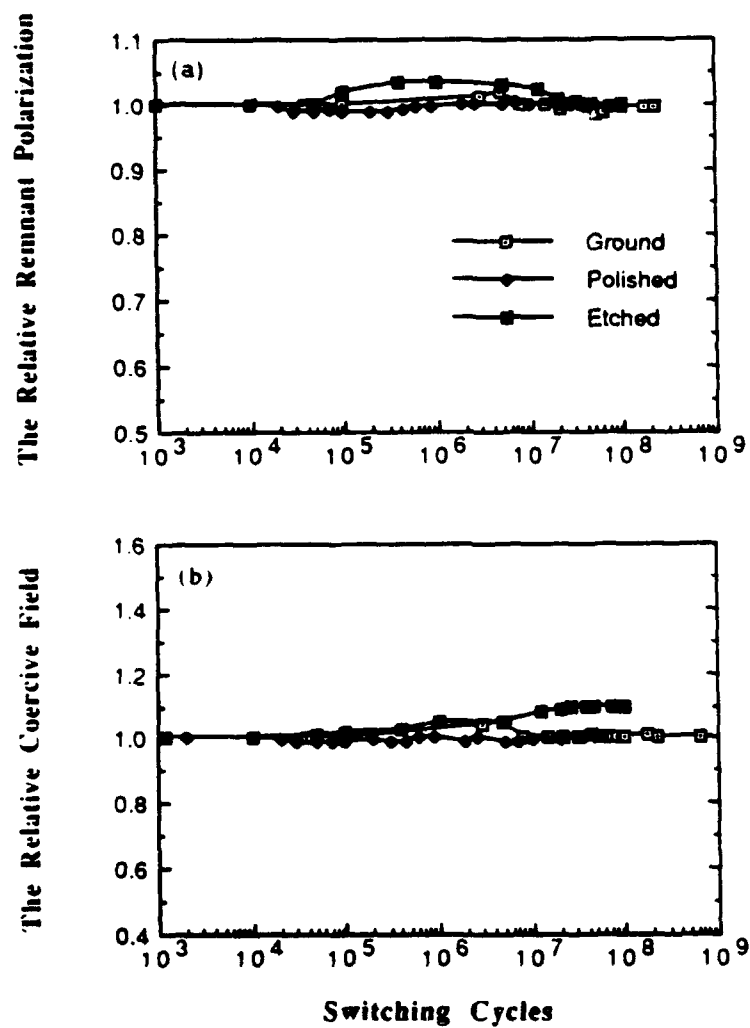 The Relative Remnant Polarization
(a)
1.1
1.0
0.9
0.8
0.7
0.6
0.5
Ground
Polished
Etched
10^3 10^4 10^5 10^6 10^7 10^8 10^9
The Relative Coercive Field
(b)
1.6
1.4
1.2
1.0
0.8
0.6
0.4
10^3 10^4 10^5 10^6 10^7 10^8 10^9
Switching Cycles